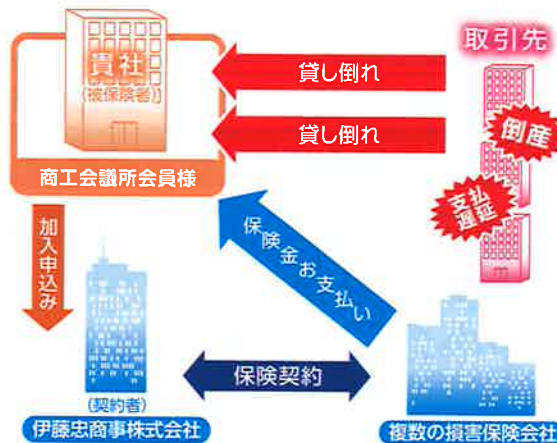 貴社
(被保険者)
商工会議所会員様
取引先
貸し倒れ
貸し倒れ
倒産
支払
遅延
加入申込み
保険金お支払い
保険契約
(契約者)
伊藤忠商事株式会社
複数の損害保険会社